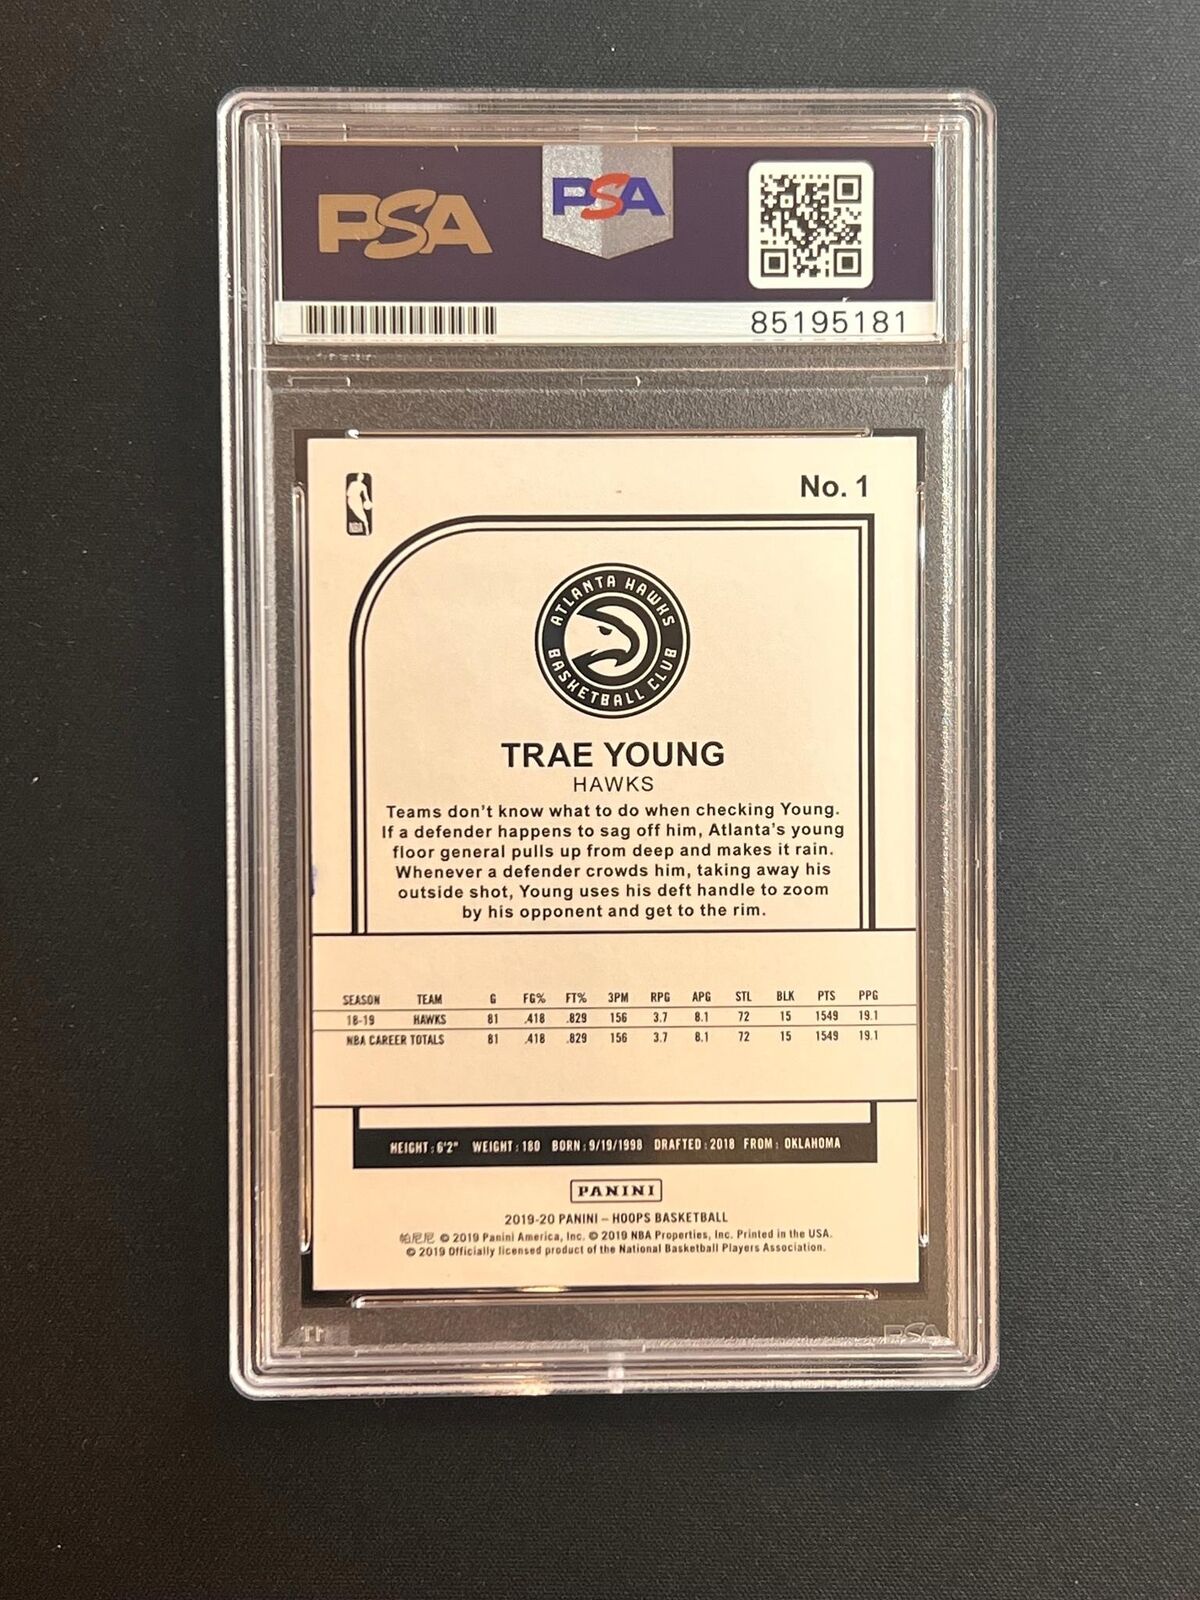 PSA
PSA
85195181
NBA
No. 1
ATLANTA HAWKS
BASKETBALL CLUB
TRAE YOUNG
HAWKS
Teams don't know what to do when checking Young.
If a defender happens to sag off him, Atlanta's young
floor general pulls up from deep and makes it rain.
Whenever a defender crowds him, taking away his
outside shot, Young uses his deft handle to zoom
by his opponent and get to the rim.
SEASON TEAM G FG% FT% 3PM RPG APG STL BLK PTS PPG
18-19 HAWKS 81 .418 .829 156 3.7 8.1 72 15 1549 19.1
NBA CAREER TOTALS 81 .418 .829 156 3.7 8.1 72 15 1549 19.1
HEIGHT: 6'2" WEIGHT: 180 BORN: 9/19/1998 DRAFTED: 2018 FROM: OKLAHOMA
PANINI
2019-20 PANINI – HOOPS BASKETBALL
帕尼尼 © 2019 Panini America, Inc. © 2019 NBA Properties, Inc. Printed in the USA.
© 2019 Officially licensed product of the National Basketball Players Association.
PSA